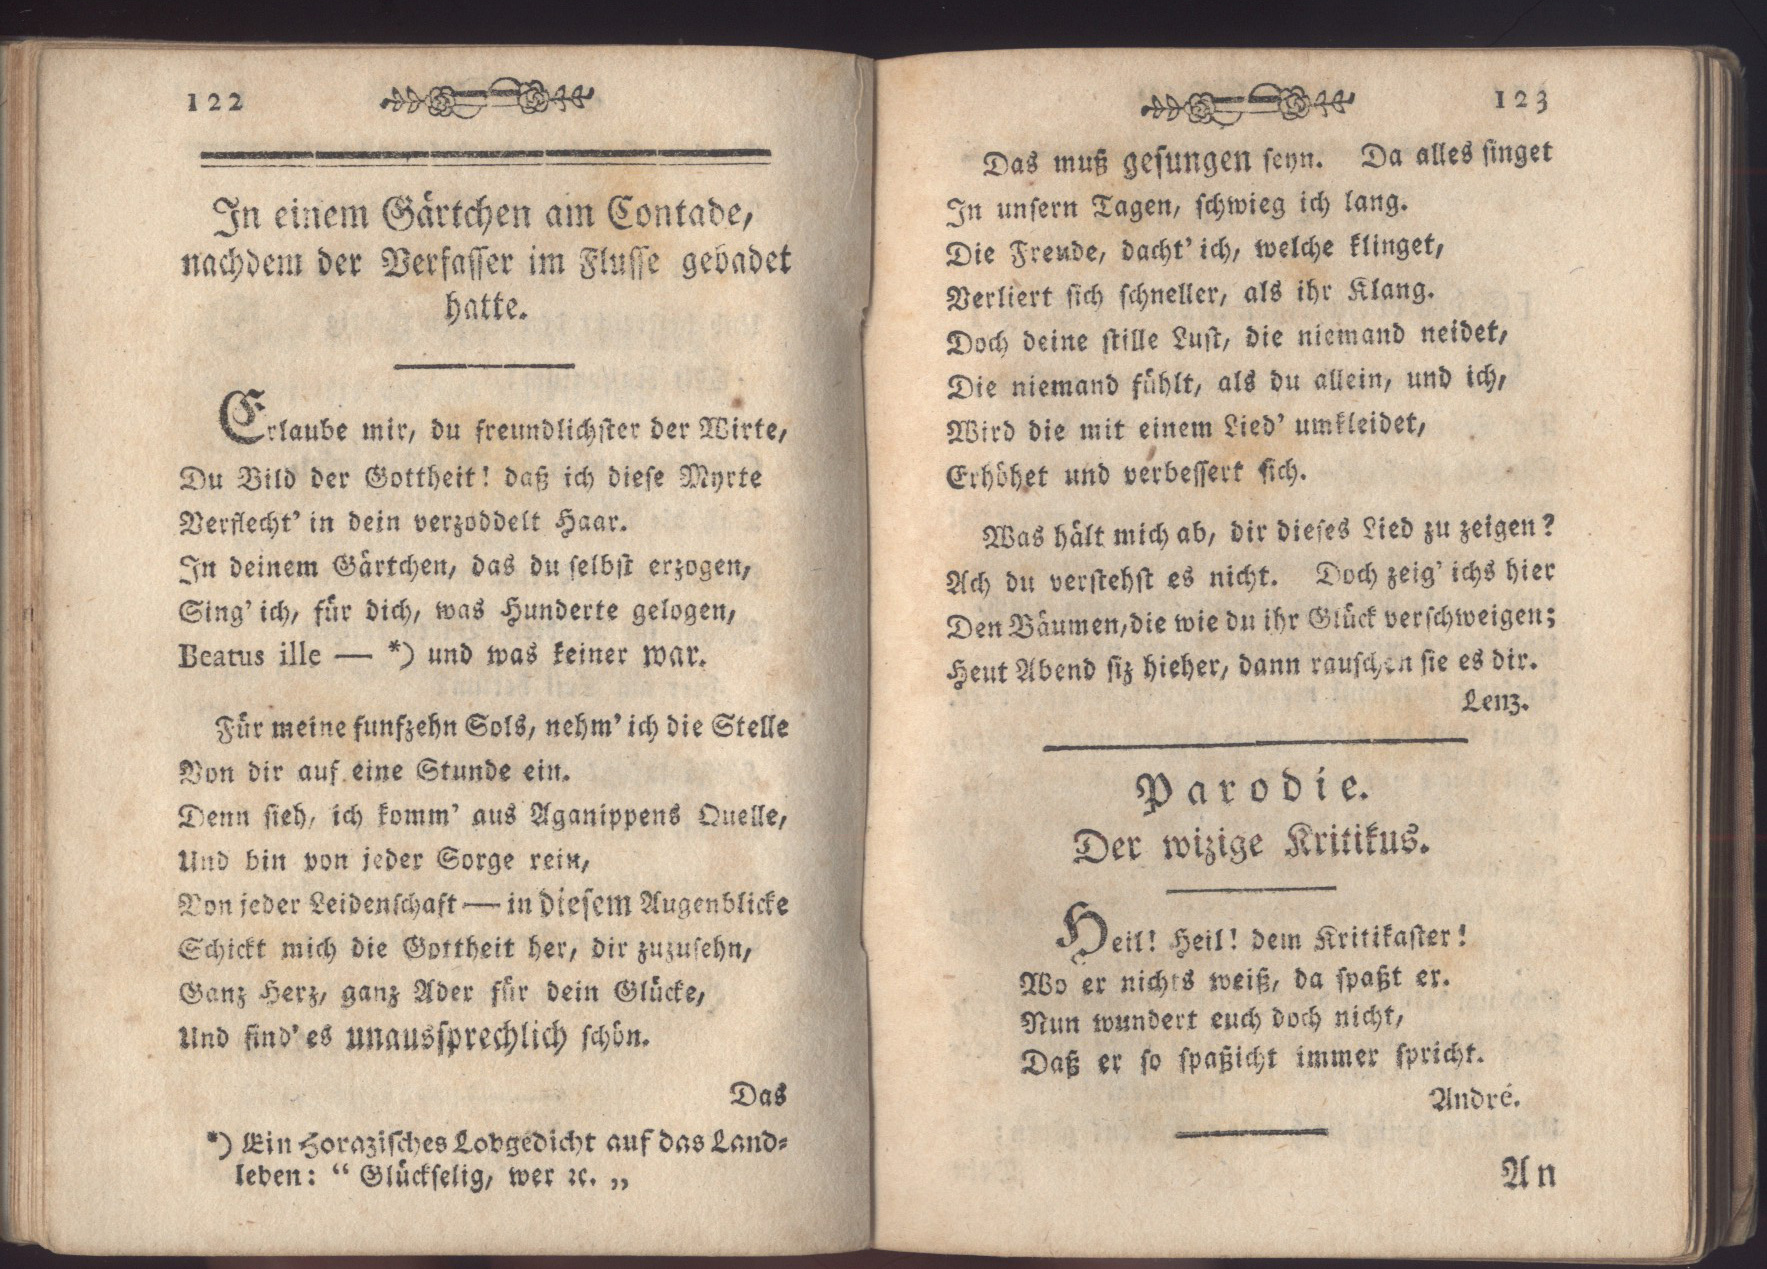 122
In einem Gärtchen am Contade,
nachdem der Verfasser im Flusse gebadet
hatte.
Erlaube mir, du freundlichster der Wirte,
Du Bild der Gottheit! daß ich diese Myrte
Verflecht' in dein verzoddelt Haar.
In deinem Gärtchen, das du selbst erzogen,
Sing' ich, für dich, was Hunderte gelogen,
Beatus ille — *) und was keiner war.
Für meine funfzehn Sols, nehm' ich die Stelle
Von dir auf eine Stunde ein.
Denn sieh, ich komm' aus Aganippens Quelle,
Und bin von jeder Sorge rein,
Von jeder Leidenschaft — in diesem Augenblicke
Schickt mich die Gottheit her, dir zuzusehn,
Ganz Herz, ganz Ader für dein Glücke,
Und find' es unaussprechlich schön.
Das
*) Ein Horazisches Lobgedicht auf das Land-
leben: “ Glückselig, wer ꝛc. „
123
Das muß gesungen seyn. Da alles singet
In unsern Tagen, schwieg ich lang.
Die Freude, dacht' ich, welche klinget,
Verliert sich schneller, als ihr Klang.
Doch deine stille Lust, die niemand neidet,
Die niemand fühlt, als du allein, und ich,
Wird die mit einem Lied' umkleidet,
Erhöhet und verbessert sich.
Was hält mich ab, dir dieses Lied zu zeigen?
Ach du verstehst es nicht. Doch zeig' ichs hier
Den Bäumen, die wie du ihr Glück verschweigen;
Heut Abend siz hieher, dann rauschen sie es dir.
Lenz.
Parodie.
Der wizige Kritikus.
Heil! Heil! dem Kritikaster!
Wo er nichts weiß, da spaßt er.
Nun wundert euch doch nicht,
Daß er so spaßicht immer spricht.
André.
An